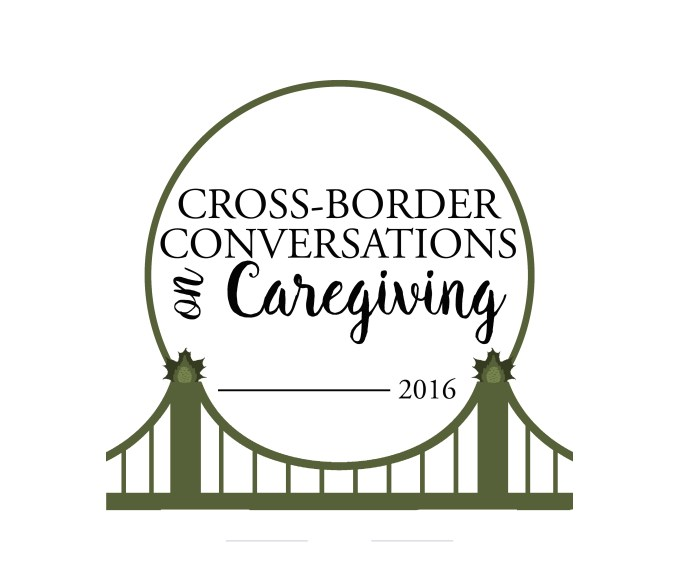 CROSS-BORDER
CONVERSATIONS
on Caregiving
2016